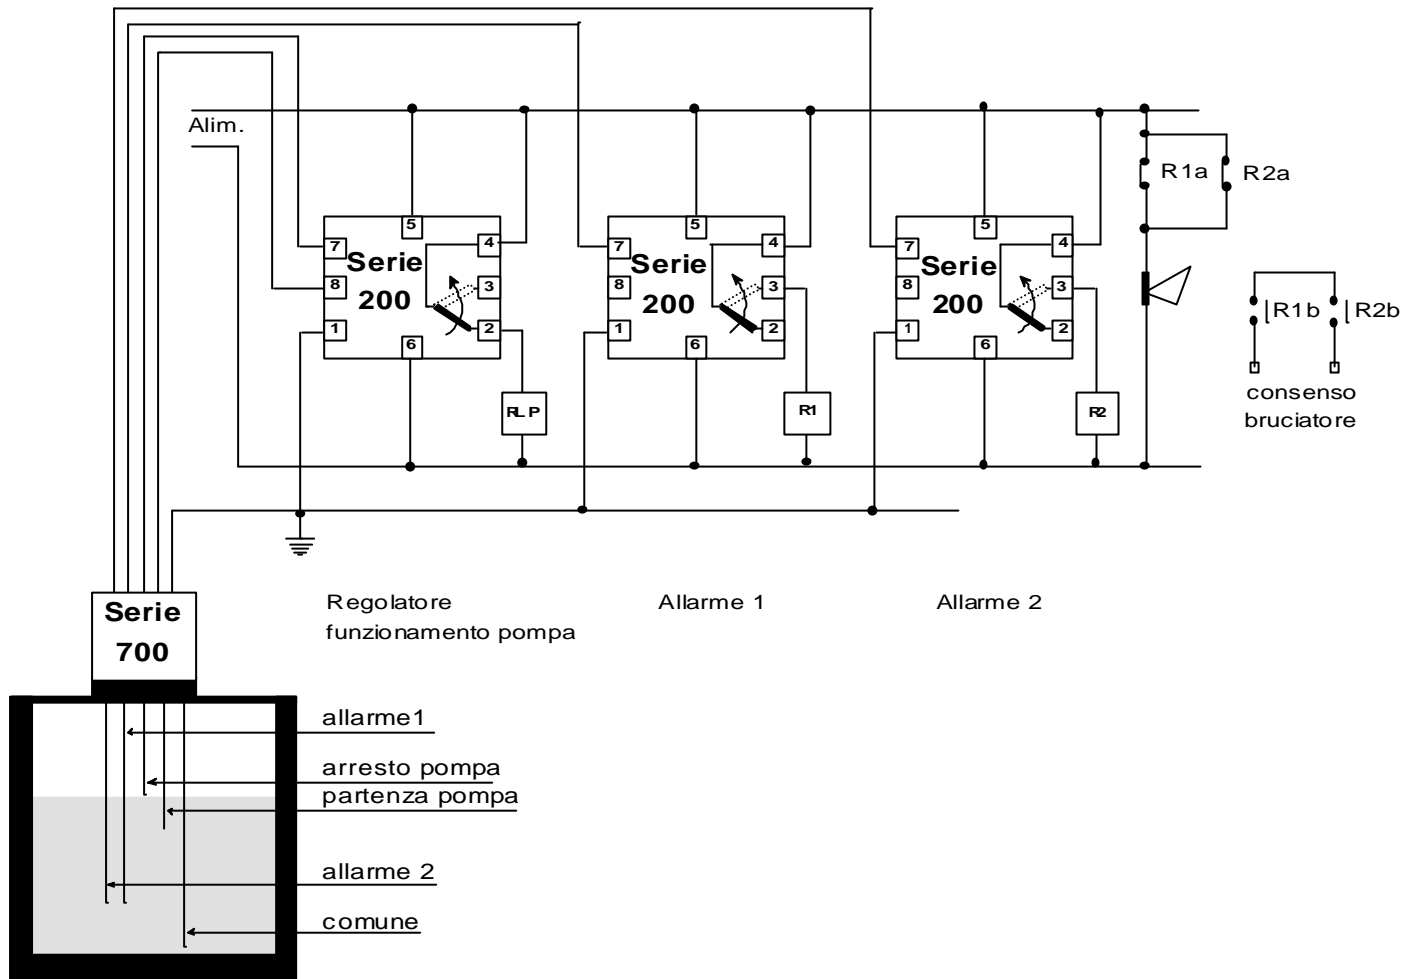 Alim.
5
5
5
7
Serie
200
4
8
3
1
2
6
7
Serie
200
4
8
3
1
2
6
7
Serie
200
4
8
3
1
2
6
R1a
R2a
R1b
R2b
consenso
bruciatore
RLP
R1
R2
Serie
700
Regolatore
funzionamento pompa
Allarme 1
Allarme 2
allarme1
arresto pompa
partenza pompa
allarme 2
comune